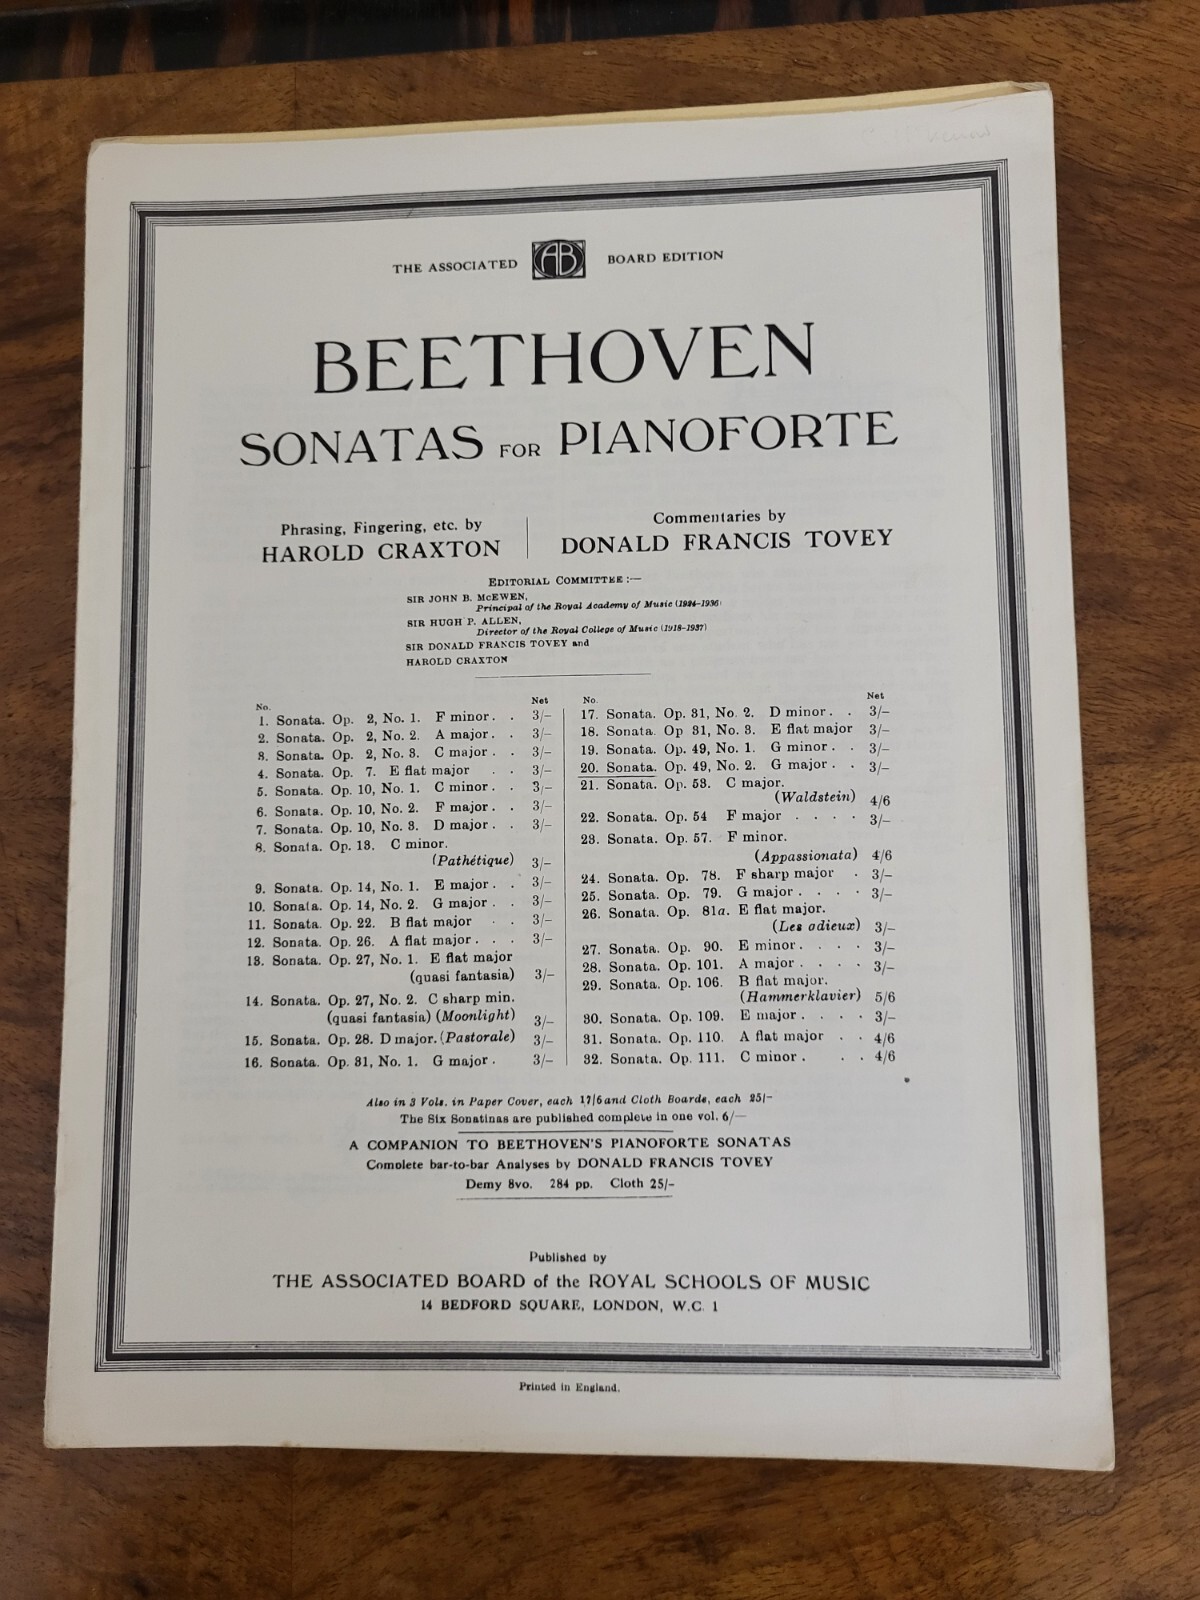 THE ASSOCIATED AB BOARD EDITION
BEETHOVEN
SONATAS FOR PIANOFORTE
Phrasing, Fingering, etc. by
HAROLD CRAXTON
Commentaries by
DONALD FRANCIS TOVEY
EDITORIAL COMMITTEE :—
SIR JOHN B. McEWEN,
Principal of the Royal Academy of Music (1924-1936)
SIR HUGH P. ALLEN,
Director of the Royal College of Music (1918-1937)
SIR DONALD FRANCIS TOVEY and
HAROLD CRAXTON
No. Net
1. Sonata. Op. 2, No. 1. F minor . . 3/–
2. Sonata. Op. 2, No. 2. A major . . 3/–
3. Sonata. Op. 2, No. 3. C major . . 3/–
4. Sonata. Op. 7. E flat major . . 3/–
5. Sonata. Op. 10, No. 1. C minor . . 3/–
6. Sonata. Op. 10, No. 2. F major . . 3/–
7. Sonata. Op. 10, No. 3. D major . . 3/–
8. Sonata. Op. 13. C minor.
(Pathétique) 3/–
9. Sonata. Op. 14, No. 1. E major . . 3/–
10. Sonata. Op. 14, No. 2. G major . . 3/–
11. Sonata. Op. 22. B flat major . . 3/–
12. Sonata. Op. 26. A flat major . . . 3/–
13. Sonata. Op. 27, No. 1. E flat major
(quasi fantasia) 3/–
14. Sonata. Op. 27, No. 2. C sharp min.
(quasi fantasia) (Moonlight) 3/–
15. Sonata. Op. 28. D major. (Pastorale) 3/–
16. Sonata. Op. 31, No. 1. G major . 3/–
No. Net
17. Sonata. Op. 31, No. 2. D minor . . 3/–
18. Sonata. Op 31, No. 3. E flat major 3/–
19. Sonata. Op. 49, No. 1. G minor . . 3/–
20. Sonata. Op. 49, No. 2. G major . . 3/–
21. Sonata. Op. 53. C major.
(Waldstein) 4/6
22. Sonata. Op. 54 F major . . . . 3/–
23. Sonata. Op. 57. F minor.
(Appassionata) 4/6
24. Sonata. Op. 78. F sharp major . 3/–
25. Sonata. Op. 79. G major . . . . 3/–
26. Sonata. Op. 81a. E flat major.
(Les adieux) 3/–
27. Sonata. Op. 90. E minor . . . . 3/–
28. Sonata. Op. 101. A major . . . . 3/–
29. Sonata. Op. 106. B flat major.
(Hammerklavier) 5/6
30. Sonata. Op. 109. E major . . . . 3/–
31. Sonata. Op. 110. A flat major . . 4/6
32. Sonata. Op. 111. C minor . . . 4/6
Also in 3 Vols. in Paper Cover, each 17/6 and Cloth Boards, each 25/–
The Six Sonatinas are published complete in one vol. 6/–
A COMPANION TO BEETHOVEN'S PIANOFORTE SONATAS
Complete bar-to-bar Analyses by DONALD FRANCIS TOVEY
Demy 8vo. 284 pp. Cloth 25/–
Published by
THE ASSOCIATED BOARD of the ROYAL SCHOOLS OF MUSIC
14 BEDFORD SQUARE, LONDON, W.C. 1
Printed in England.